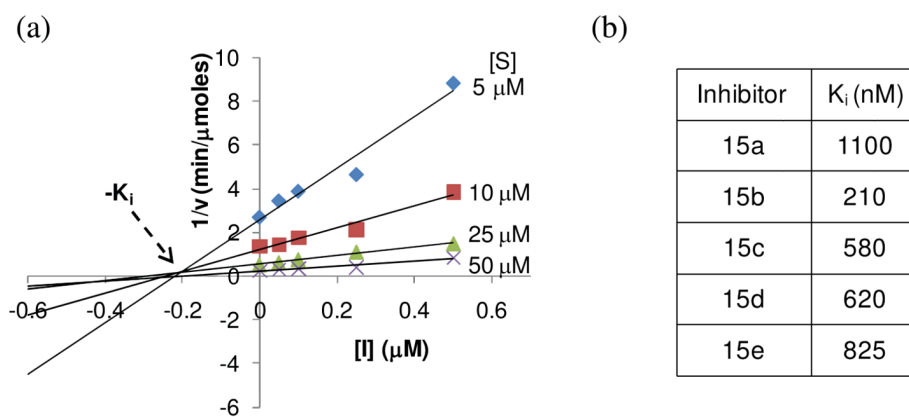 (a)
1/v (min/μmoles)
10
8
6
4
2
0
-2
-4
-6
-0.6
-0.4
-0.2
0
0.2
0.4
0.6
[I] (μM)
-Ki
[S]
5 μM
10 μM
25 μM
50 μM
(b)
Inhibitor Ki (nM)
15a 1100
15b 210
15c 580
15d 620
15e 825